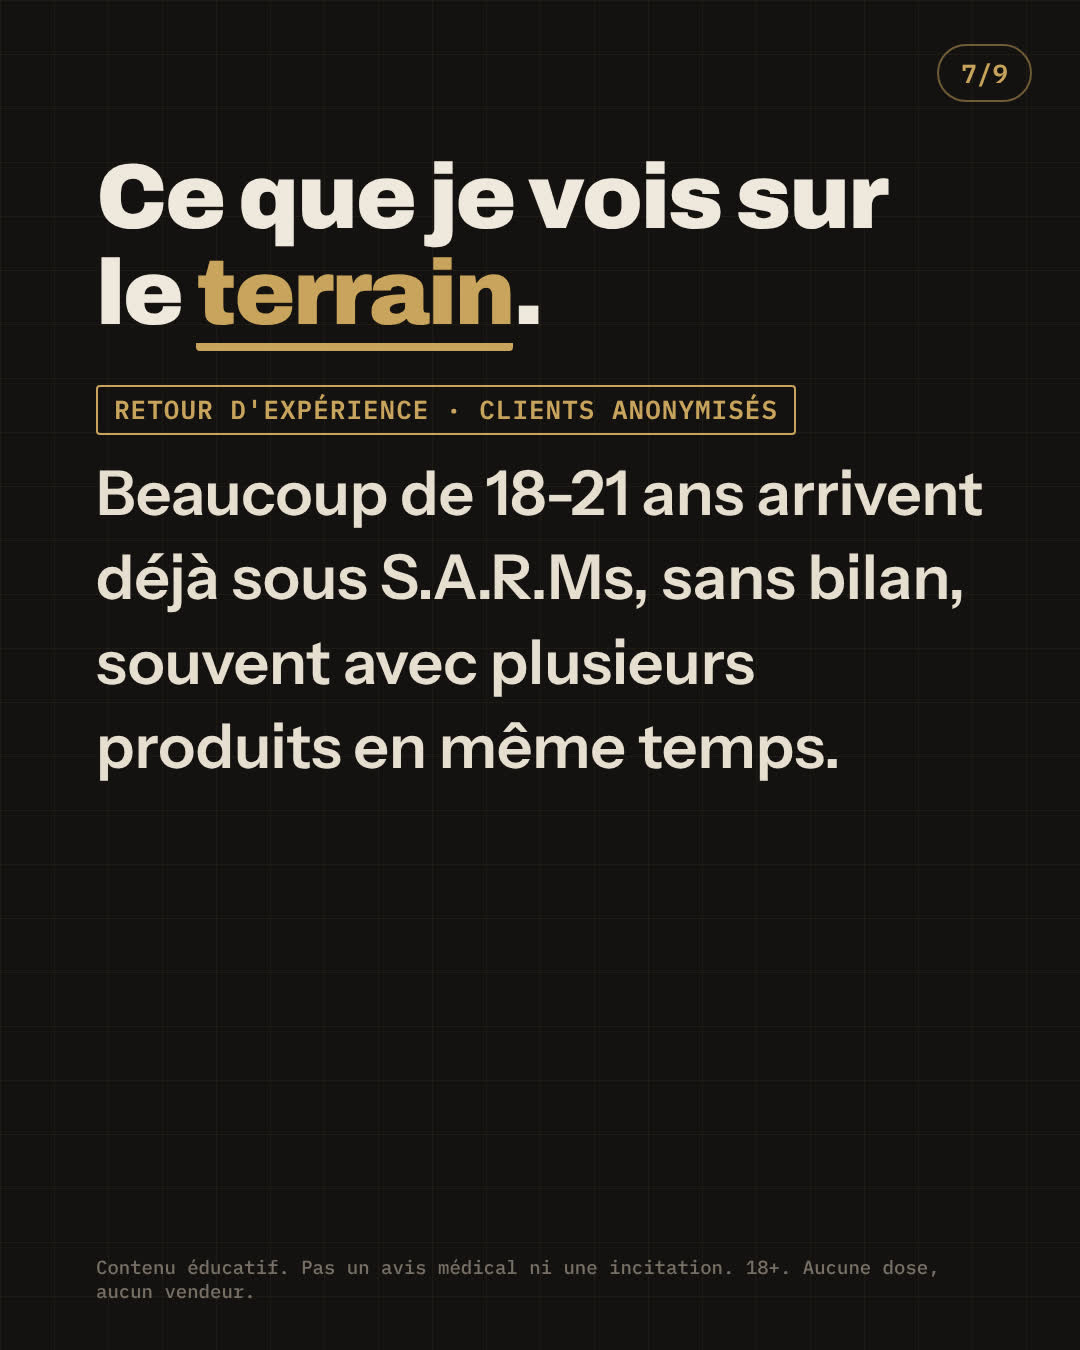 7/9
Ce que je vois sur
le terrain.
RETOUR D'EXPÉRIENCE · CLIENTS ANONYMISÉS
Beaucoup de 18-21 ans arrivent
déjà sous S.A.R.Ms, sans bilan,
souvent avec plusieurs
produits en même temps.
Contenu éducatif. Pas un avis médical ni une incitation. 18+. Aucune dose,
aucun vendeur.